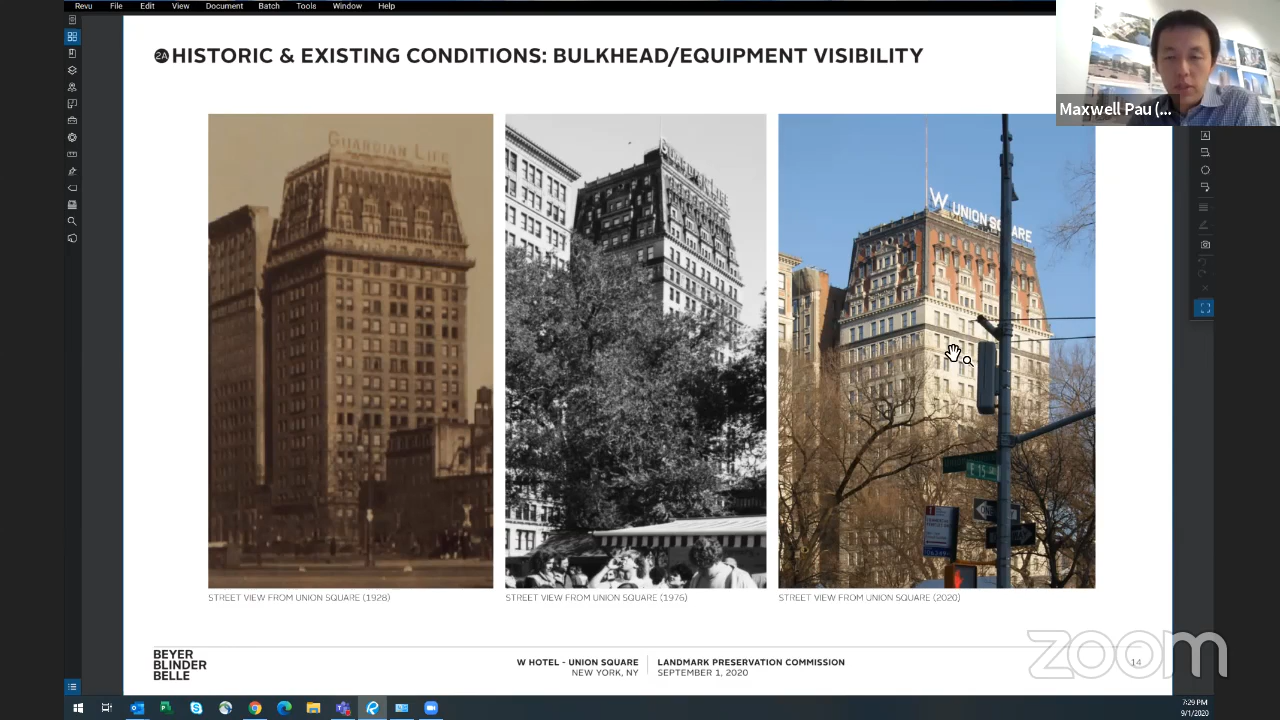 Revu File Edit View Document Batch Tools Window Help
2A HISTORIC & EXISTING CONDITIONS: BULKHEAD/EQUIPMENT VISIBILITY
Maxwell Pau (...
GUARDIAN LIFE
GUARDIAN LIFE
W UNION SQUARE
E 15 ST
STREET VIEW FROM UNION SQUARE (1928)
STREET VIEW FROM UNION SQUARE (1976)
STREET VIEW FROM UNION SQUARE (2020)
BEYER
BLINDER
BELLE
W HOTEL - UNION SQUARE
NEW YORK, NY
LANDMARK PRESERVATION COMMISSION
SEPTEMBER 1, 2020
14
zoom
7:29 PM
9/1/2020